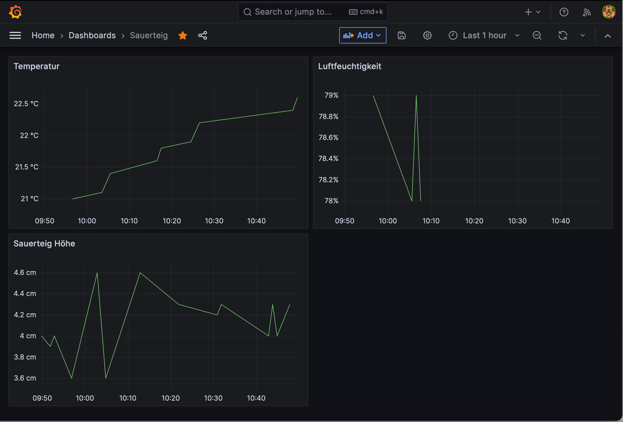 Search or jump to... cmd+k
Home > Dashboards > Sauerteig Add Last 1 hour
Temperatur
22.5 °C
22 °C
21.5 °C
21 °C
09:50 10:00 10:10 10:20 10:30 10:40
Luftfeuchtigkeit
79%
78.8%
78.6%
78.4%
78.2%
78%
09:50 10:00 10:10 10:20 10:30 10:40
Sauerteig Höhe
4.6 cm
4.4 cm
4.2 cm
4 cm
3.8 cm
3.6 cm
09:50 10:00 10:10 10:20 10:30 10:40